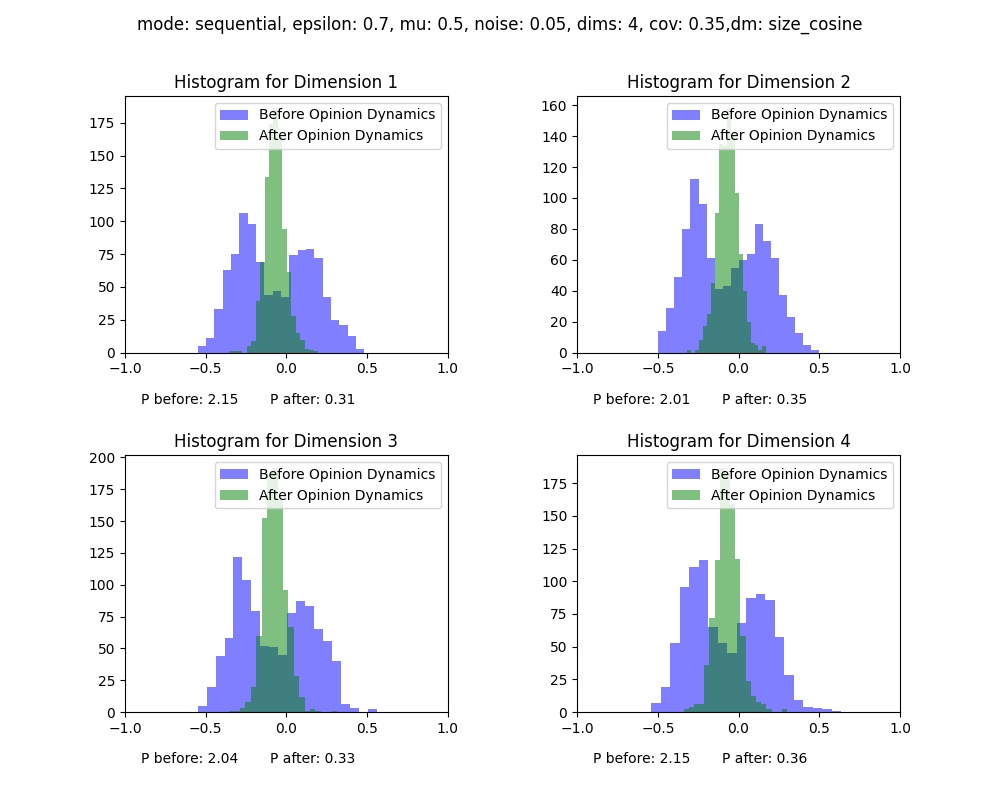 mode: sequential, epsilon: 0.7, mu: 0.5, noise: 0.05, dims: 4, cov: 0.35,dm: size_cosine
Histogram for Dimension 1
Before Opinion Dynamics
After Opinion Dynamics
175
150
125
100
75
50
25
0
−1.0 −0.5 0.0 0.5 1.0
P before: 2.15 P after: 0.31
Histogram for Dimension 2
Before Opinion Dynamics
After Opinion Dynamics
160
140
120
100
80
60
40
20
0
−1.0 −0.5 0.0 0.5 1.0
P before: 2.01 P after: 0.35
Histogram for Dimension 3
Before Opinion Dynamics
After Opinion Dynamics
200
175
150
125
100
75
50
25
0
−1.0 −0.5 0.0 0.5 1.0
P before: 2.04 P after: 0.33
Histogram for Dimension 4
Before Opinion Dynamics
After Opinion Dynamics
175
150
125
100
75
50
25
0
−1.0 −0.5 0.0 0.5 1.0
P before: 2.15 P after: 0.36